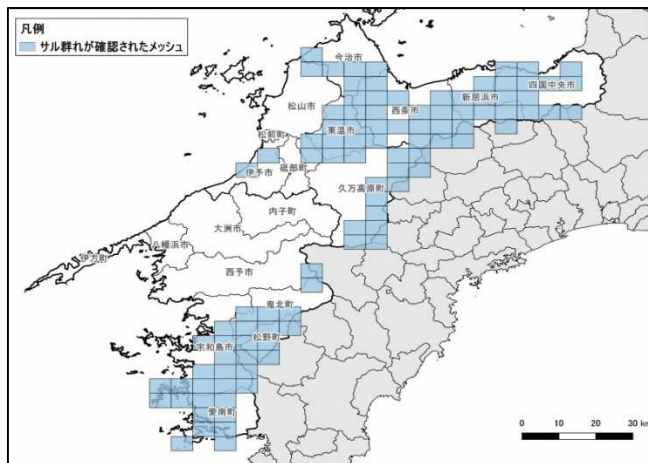 凡例
サル群れが確認されたメッシュ
今治市
四国中央市
新居浜市
松山市
西条市
東温市
松前町
砥部町
伊予市
久万高原町
内子町
大洲市
八幡浜市
伊方町
西予市
鬼北町
松野町
宇和島市
愛南町
0 10 20 30 km